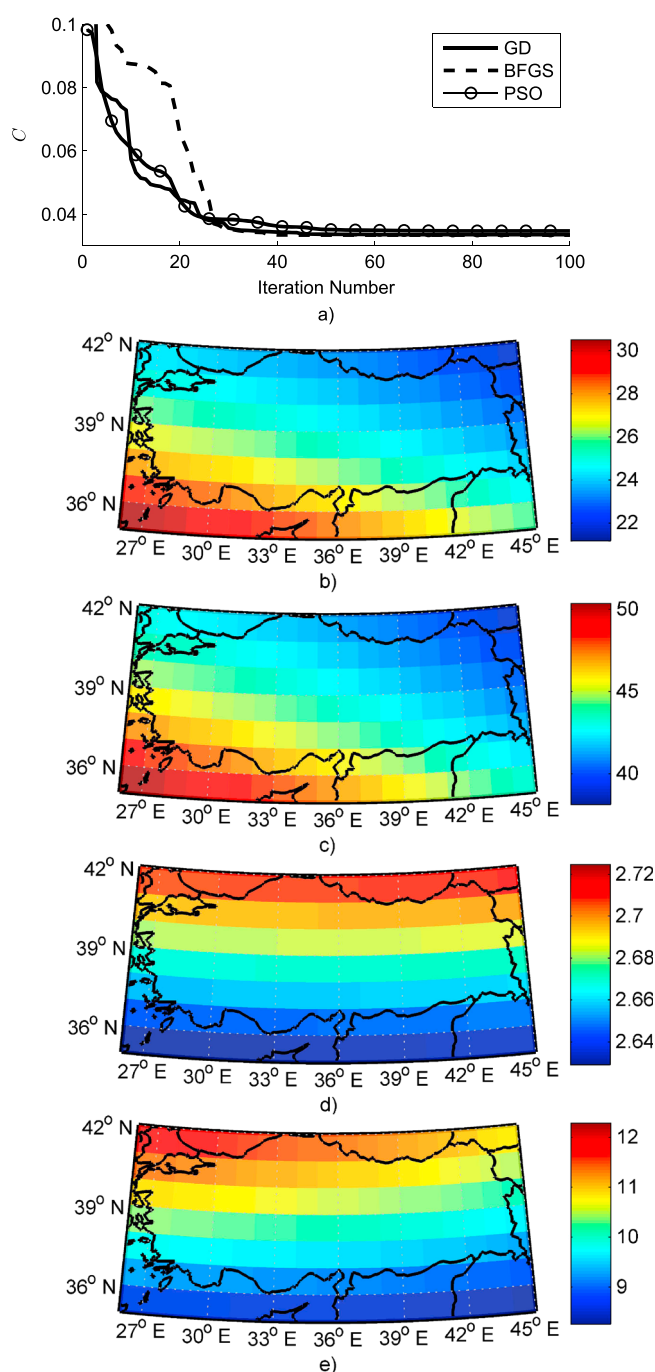 0.1
0.08
0.06
0.04
C
GD
BFGS
PSO
0 20 40 60 80 100
Iteration Number
a)
42° N
39° N
36° N
27° E 30° E 33° E 36° E 39° E 42° E 45° E
30
28
26
24
22
b)
42° N
39° N
36° N
27° E 30° E 33° E 36° E 39° E 42° E 45° E
50
45
40
c)
42° N
39° N
36° N
27° E 30° E 33° E 36° E 39° E 42° E 45° E
2.72
2.7
2.68
2.66
2.64
d)
42° N
39° N
36° N
27° E 30° E 33° E 36° E 39° E 42° E 45° E
12
11
10
9
e)